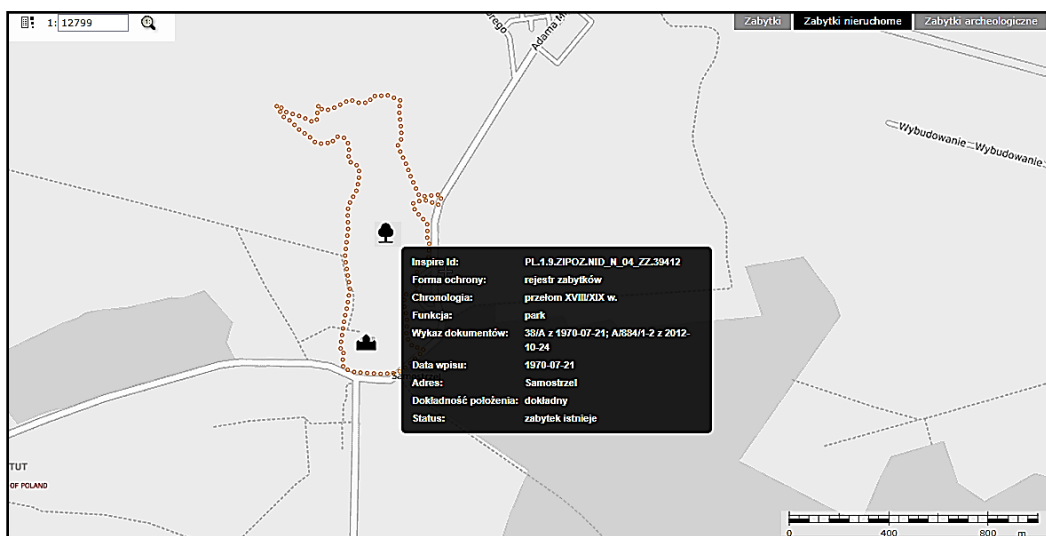 1: 12799
Zabytki Zabytki nieruchome Zabytki archeologiczne
orego
Adama Mi
Wybudowanie Wybudowanie
Inspire Id: PL.1.9.ZIPOZ.NID_N_04_ZZ.39412
Forma ochrony: rejestr zabytków
Chronologia: przełom XVIII/XIX w.
Funkcja: park
Wykaz dokumentów: 38/A z 1970-07-21; A/884/1-2 z 2012-
10-24
Data wpisu: 1970-07-21
Adres: Samostrzel
Dokładność położenia: dokładny
Status: zabytek istnieje
TUT
OF POLAND
0 400 800 m